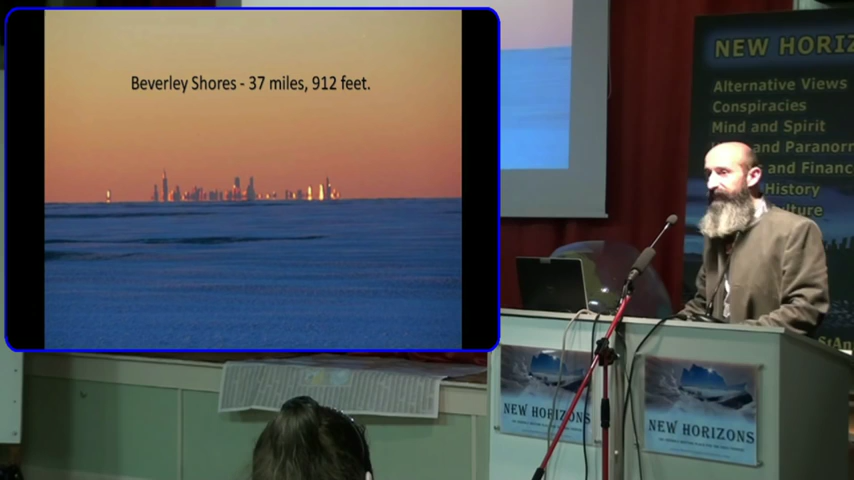 Beverley Shores - 37 miles, 912 feet.
NEW HORIZ
Alternative Views
Conspiracies
Mind and Spirit
and Paranorm
and Financ
History
ulture
StAn
NEW HORIZONS
NEW HORIZONS